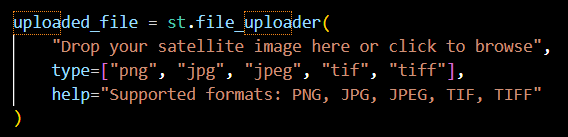 uploaded_file = st.file_uploader(
    "Drop your satellite image here or click to browse",
    type=["png", "jpg", "jpeg", "tif", "tiff"],
    help="Supported formats: PNG, JPG, JPEG, TIF, TIFF"
)